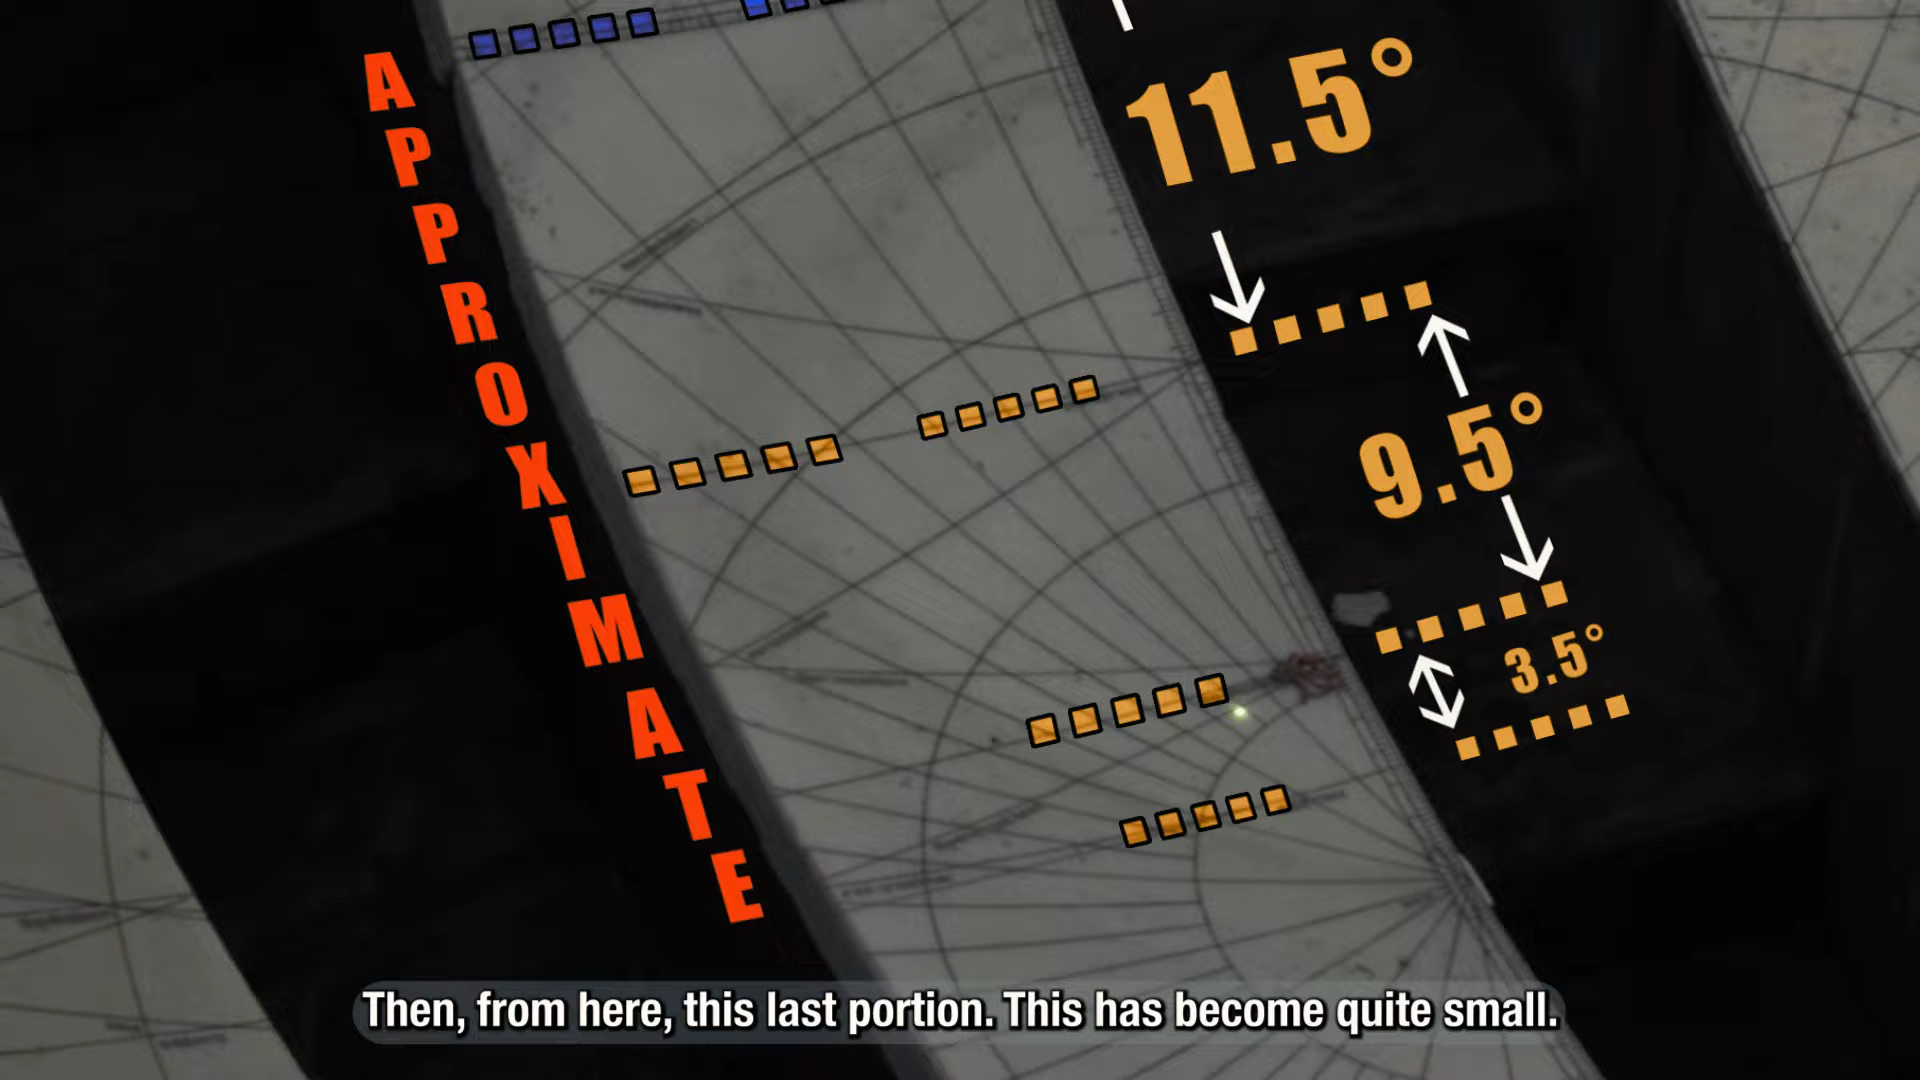 APPROXIMATE
11.5°
9.5°
3.5°
Then, from here, this last portion. This has become quite small.